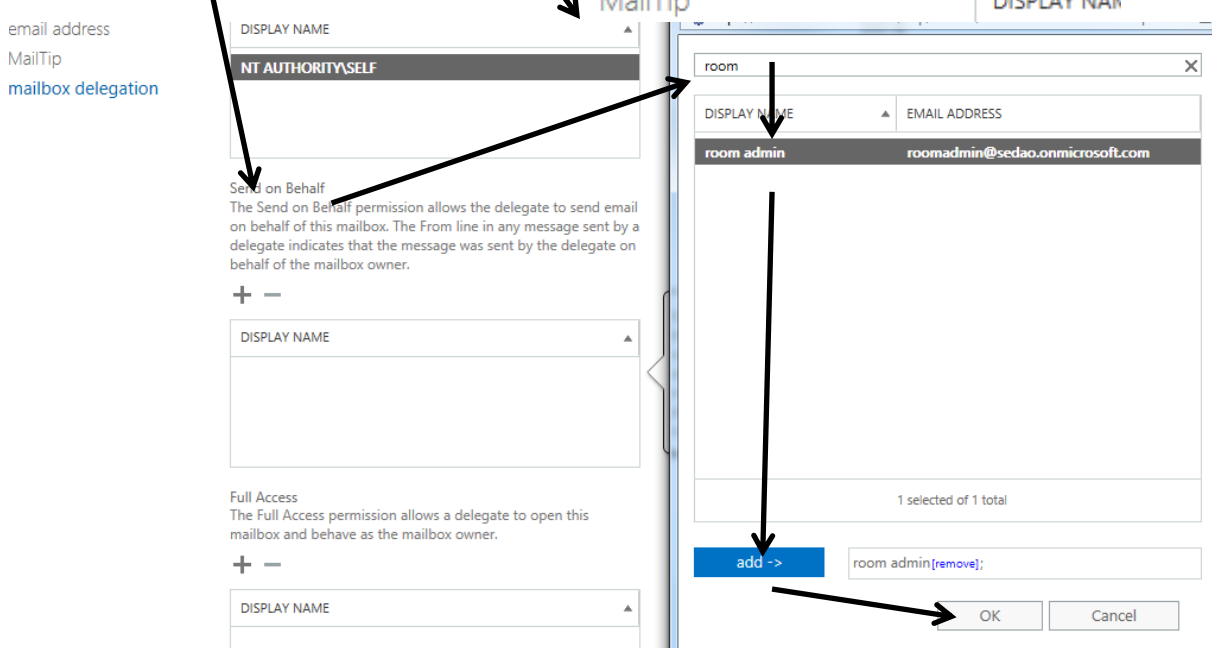 MailTip
DISPLAY NAM
email address
MailTip
mailbox delegation
DISPLAY NAME
NT AUTHORITY\SELF
Send on Behalf
The Send on Behalf permission allows the delegate to send email
on behalf of this mailbox. The From line in any message sent by a
delegate indicates that the message was sent by the delegate on
behalf of the mailbox owner.
DISPLAY NAME
Full Access
The Full Access permission allows a delegate to open this
mailbox and behave as the mailbox owner.
DISPLAY NAME
room
DISPLAY NAME EMAIL ADDRESS
room admin roomadmin@sedao.onmicrosoft.com
1 selected of 1 total
add -> room admin[remove];
OK Cancel